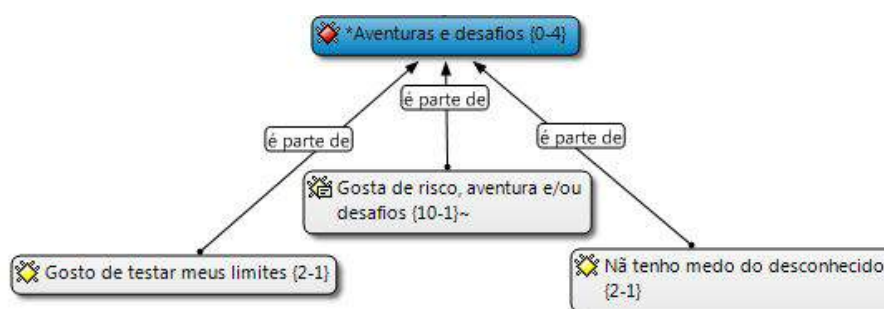 *Aventuras e desafios {0-4}
é parte de
é parte de
é parte de
Gosta de risco, aventura e/ou
desafios {10-1}~
Gosto de testar meus limites {2-1}
Nã tenho medo do desconhecido
{2-1}